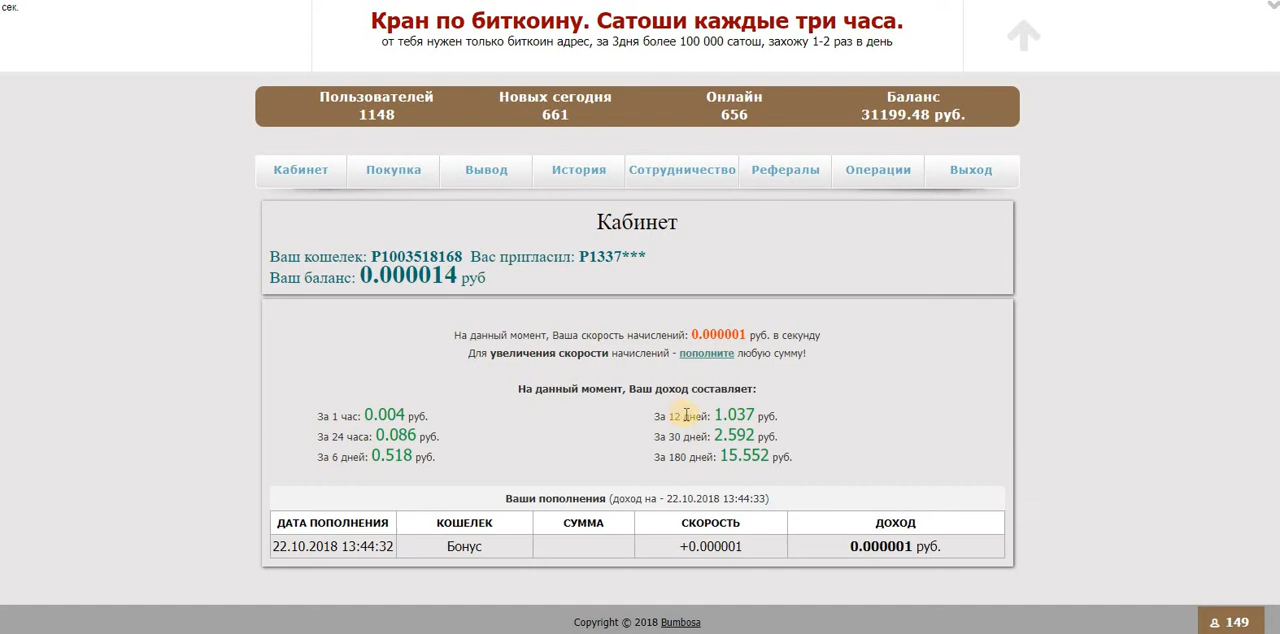 сек.
Кран по биткоину. Сатоши каждые три часа.
от тебя нужен только биткоин адрес, за 3дня более 100 000 сатош, захожу 1-2 раз в день
Пользователей Новых сегодня Онлайн Баланс
1148 661 656 31199.48 руб.
Кабинет Покупка Вывод История Сотрудничество Рефералы Операции Выход
Кабинет
Ваш кошелек: P1003518168 Вас пригласил: P1337***
Ваш баланс: 0.000014 руб
На данный момент, Ваша скорость начислений: 0.000001 руб. в секунду
Для увеличения скорости начислений - пополните любую сумму!
На данный момент, Ваш доход составляет:
За 1 час: 0.004 руб. За 12 дней: 1.037 руб.
За 24 часа: 0.086 руб. За 30 дней: 2.592 руб.
За 6 дней: 0.518 руб. За 180 дней: 15.552 руб.
Ваши пополнения (доход на - 22.10.2018 13:44:33)
ДАТА ПОПОЛНЕНИЯ КОШЕЛЕК СУММА СКОРОСТЬ ДОХОД
22.10.2018 13:44:32 Бонус +0.000001 0.000001 руб.
Copyright © 2018 Bumbosa 149